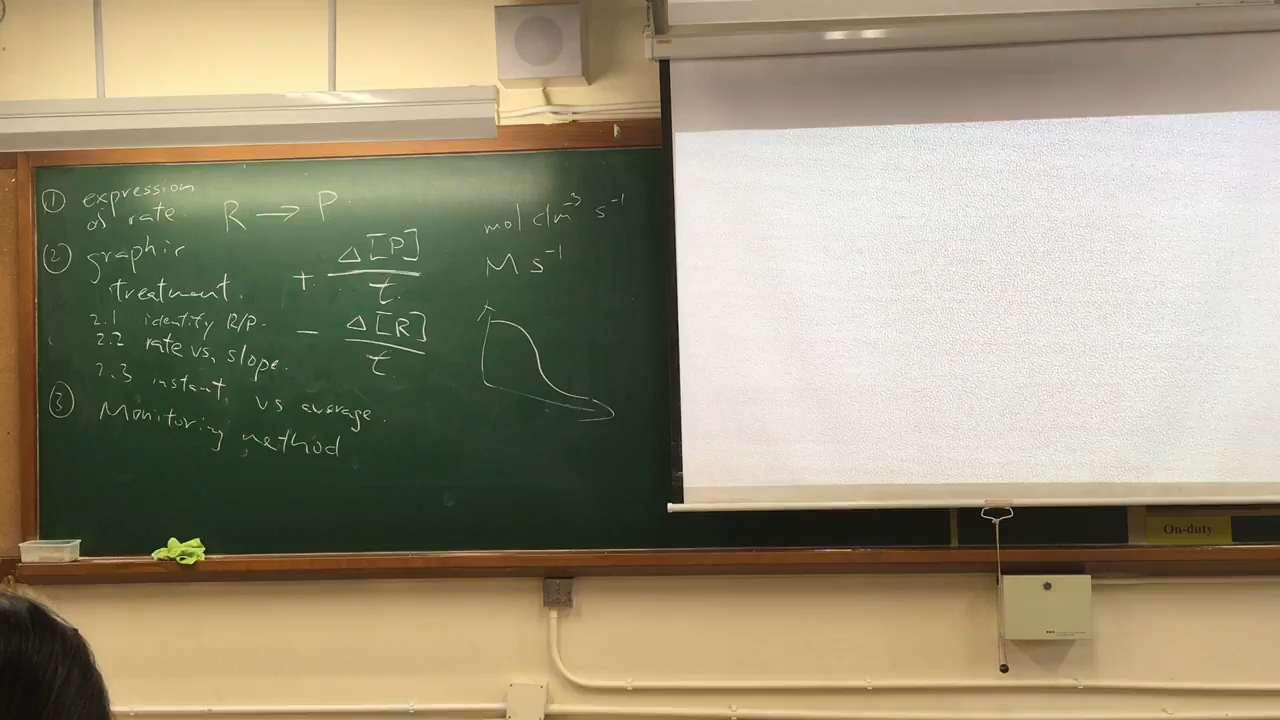 ① expression
of rate.
R → P
② graphic
treatment.
2.1 identify R/P.
2.2 rate vs. slope.
2.3 instant. vs average.
③ Monitoring method
+ Δ[P]
t.
− Δ[R]
t.
mol dm⁻³ s⁻¹
M s⁻¹
On-duty